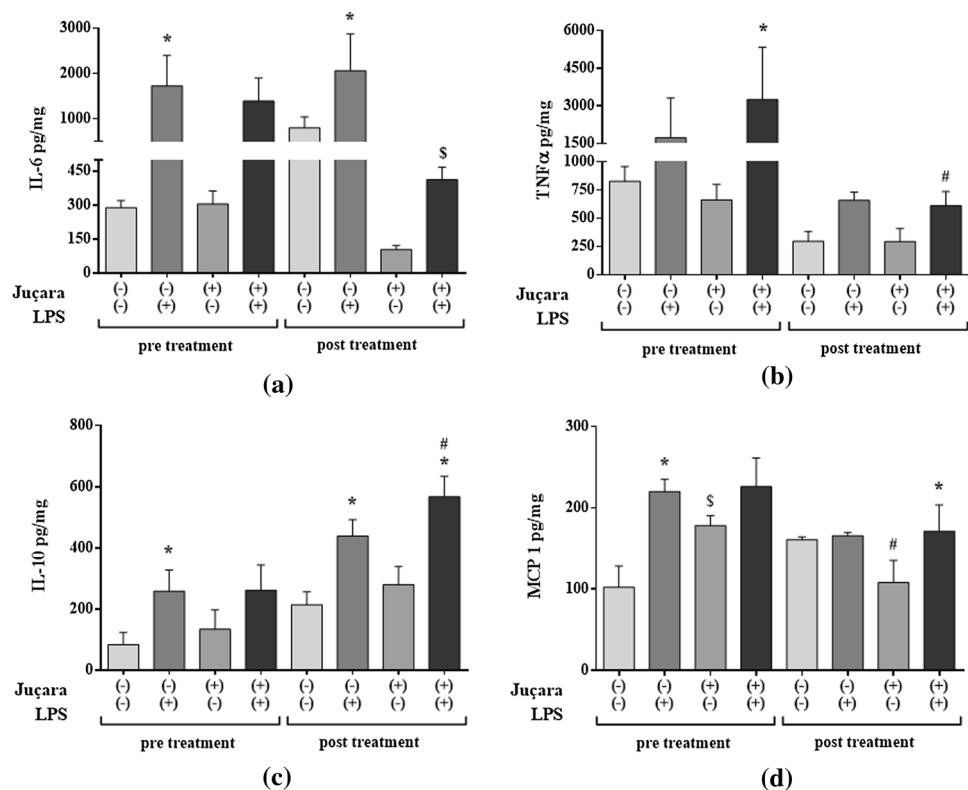 3000
2000
1000
450
300
150
0
IL-6 pg/mg
*
*
$
Juçara (-) (-) (+) (+) (-) (-) (+) (+)
LPS (-) (+) (-) (+) (-) (+) (-) (+)
pre treatment post treatment
(a)
6000
4500
3000
1500
1000
750
500
250
0
TNFα pg/mg
*
#
Juçara (-) (-) (+) (+) (-) (-) (+) (+)
LPS (-) (+) (-) (+) (-) (+) (-) (+)
pre treatment post treatment
(b)
800
600
400
200
0
IL-10 pg/mg
*
*
#
*
Juçara (-) (-) (+) (+) (-) (-) (+) (+)
LPS (-) (+) (-) (+) (-) (+) (-) (+)
pre treatment post treatment
(c)
300
200
100
0
MCP 1 pg/mg
*
$
#
*
Juçara (-) (-) (+) (+) (-) (-) (+) (+)
LPS (-) (+) (-) (+) (-) (+) (-) (+)
pre treatment post treatment
(d)